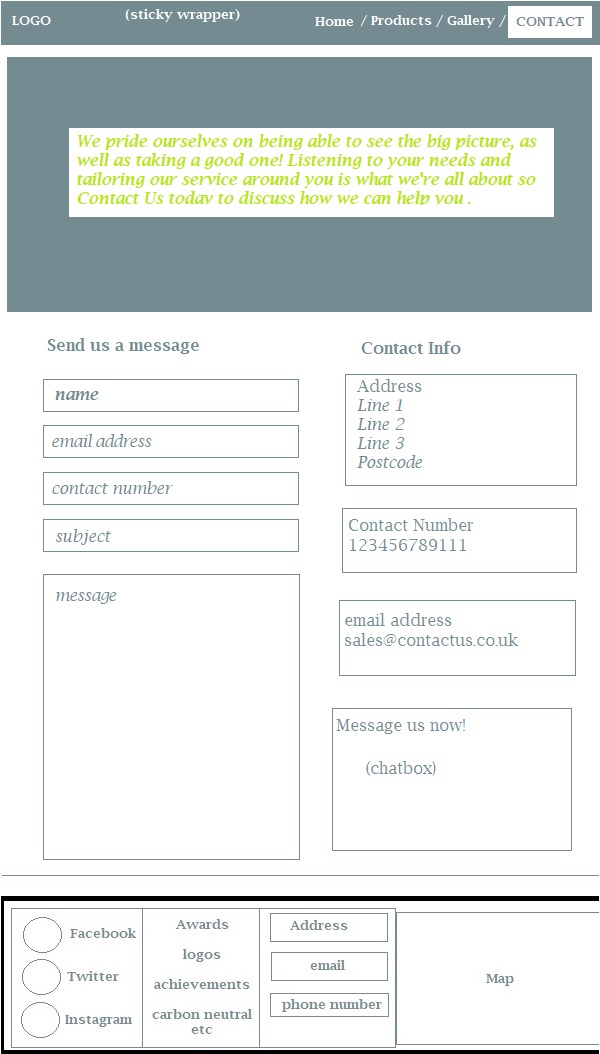 LOGO
(sticky wrapper)
Home / Products / Gallery / CONTACT
We pride ourselves on being able to see the big picture, as
well as taking a good one! Listening to your needs and
tailoring our service around you is what we're all about so
Contact Us today to discuss how we can help you .
Send us a message
name
email address
contact number
subject
message
Contact Info
Address
Line 1
Line 2
Line 3
Postcode
Contact Number
123456789111
email address
sales@contactus.co.uk
Message us now!
(chatbox)
Facebook
Twitter
Instagram
Awards
logos
achievements
carbon neutral
etc
Address
email
phone number
Map